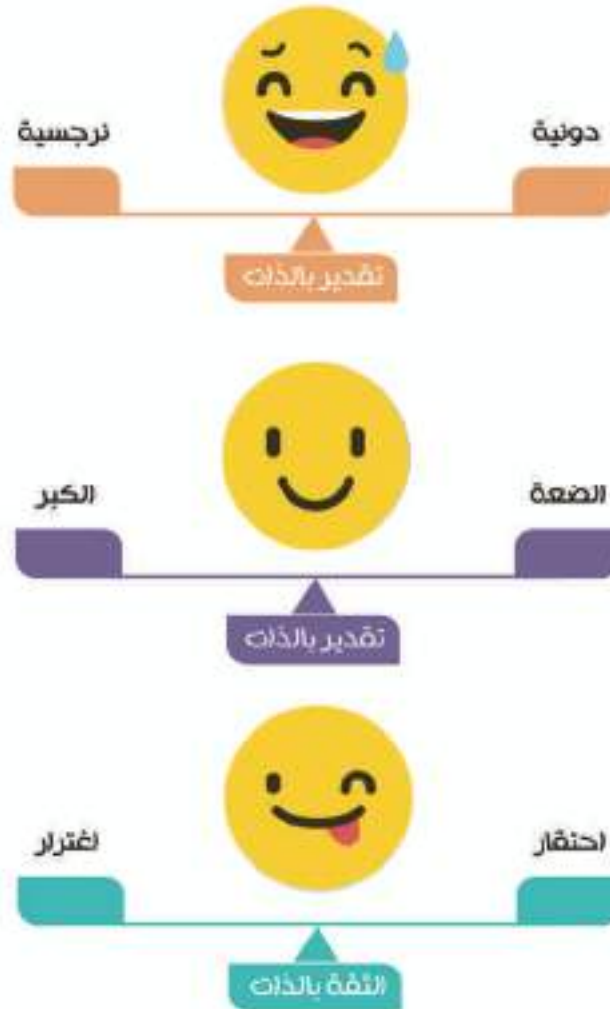 دونية نرجسية
تقدير بالذات
الضعة الكبر
تقدير بالذات
احتقار اغترار
الثقة بالذات